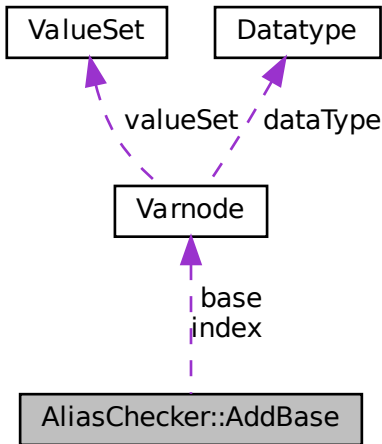 ValueSet
Datatype
valueSet
dataType
Varnode
base
index
AliasChecker::AddBase